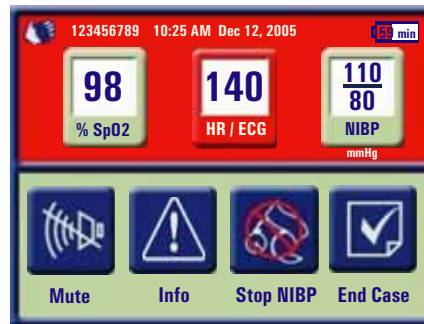 123456789 10:25 AM Dec 12, 2005 59 min
98 140 110
80
% SpO2 HR / ECG NIBP
mmHg
Mute Info Stop NIBP End Case